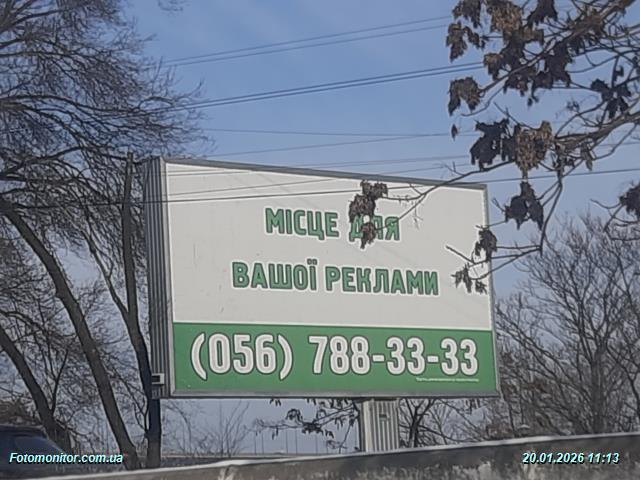 МІСЦЕ ДЛЯ
ВАШОЇ РЕКЛАМИ
(056) 788-33-33
Fotomonitor.com.ua
20.01.2026 11:13